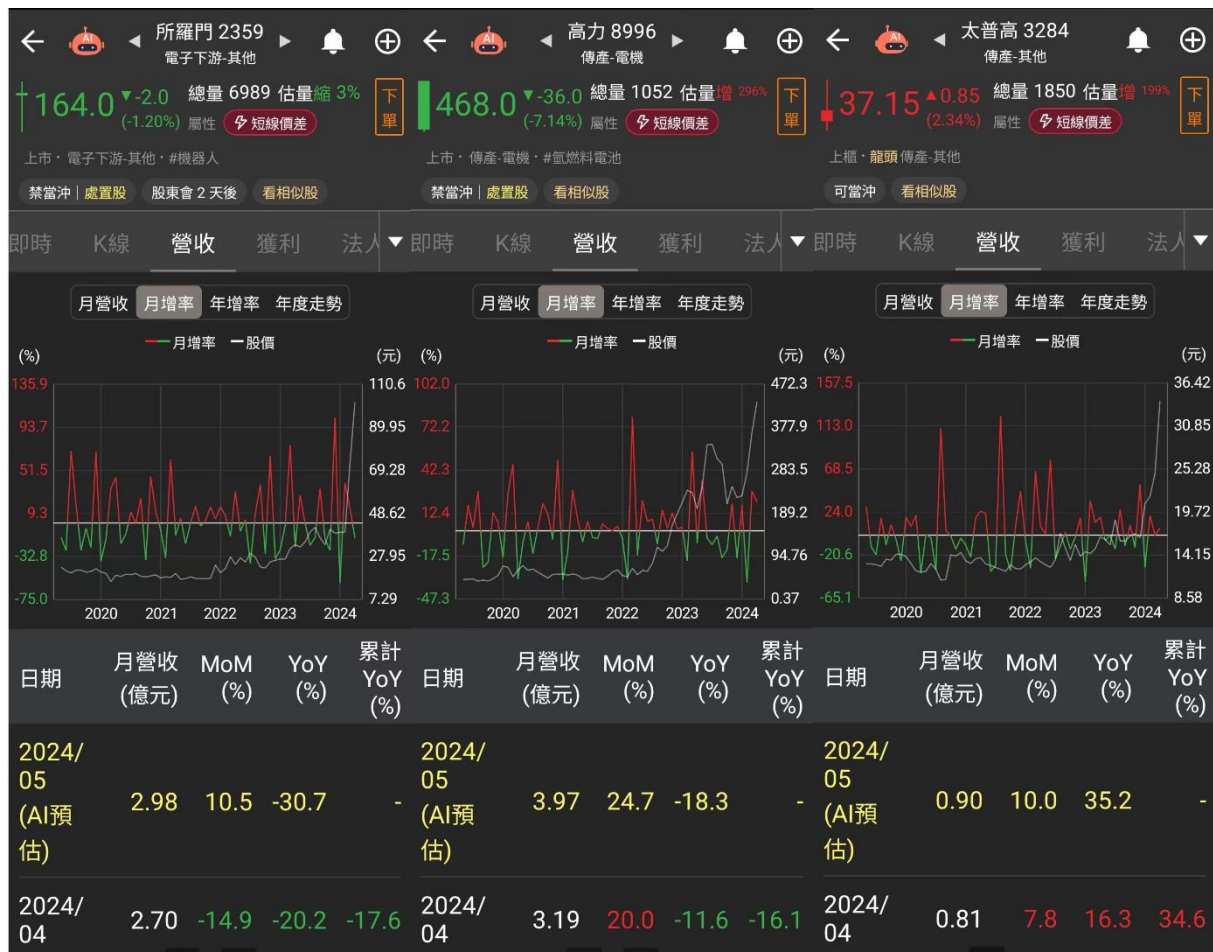 所羅門 2359
電子下游-其他
164.0 ▼-2.0 (-1.20%)
總量 6989 估量縮 3%
屬性 短線價差
下單
上市・電子下游-其他・#機器人
禁當沖｜處置股 股東會 2 天後 看相似股
即時 K線 營收 獲利 法人 ▼
月營收 月增率 年增率 年度走勢
月增率 股價
(%) (元)
135.9 110.6
93.7 89.95
51.5 69.28
9.3 48.62
-32.8 27.95
-75.0 7.29
2020 2021 2022 2023 2024
日期 月營收(億元) MoM(%) YoY(%) 累計YoY(%)
2024/05(AI預估) 2.98 10.5 -30.7 -
2024/04 2.70 -14.9 -20.2 -17.6
高力 8996
傳產-電機
468.0 ▼-36.0 (-7.14%)
總量 1052 估量增 296%
屬性 短線價差
下單
上市・傳產-電機・#氫燃料電池
禁當沖｜處置股 看相似股
即時 K線 營收 獲利 法人 ▼
月營收 月增率 年增率 年度走勢
月增率 股價
(%) (元)
102.0 472.3
72.2 377.9
42.3 283.5
12.4 189.2
-17.5 94.76
-47.3 0.37
2020 2021 2022 2023 2024
日期 月營收(億元) MoM(%) YoY(%) 累計YoY(%)
2024/05(AI預估) 3.97 24.7 -18.3 -
2024/04 3.19 20.0 -11.6 -16.1
太普高 3284
傳產-其他
37.15 ▲0.85 (2.34%)
總量 1850 估量增 199%
屬性 短線價差
下單
上櫃・龍頭傳產-其他
可當沖 看相似股
即時 K線 營收 獲利 法人 ▼
月營收 月增率 年增率 年度走勢
月增率 股價
(%) (元)
157.5 36.42
113.0 30.85
68.5 25.28
24.0 19.72
-20.6 14.15
-65.1 8.58
2020 2021 2022 2023 2024
日期 月營收(億元) MoM(%) YoY(%) 累計YoY(%)
2024/05(AI預估) 0.90 10.0 35.2 -
2024/04 0.81 7.8 16.3 34.6